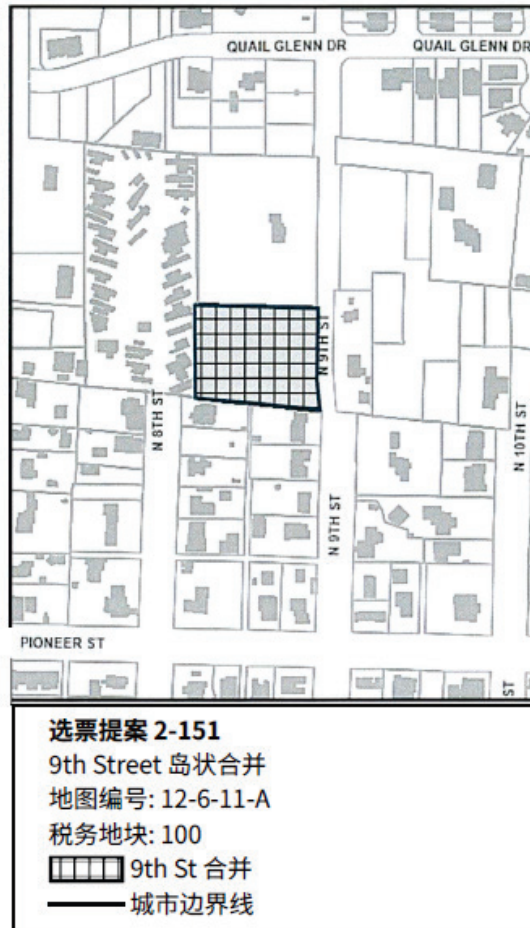 QUAIL GLENN DR
QUAIL GLENN DR
N 9TH ST
N 8TH ST
N 10TH ST
N 9TH ST
PIONEER ST
ST
选票提案 2-151
9th Street 岛状合并
地图编号: 12-6-11-A
税务地块: 100
9th St 合并
城市边界线